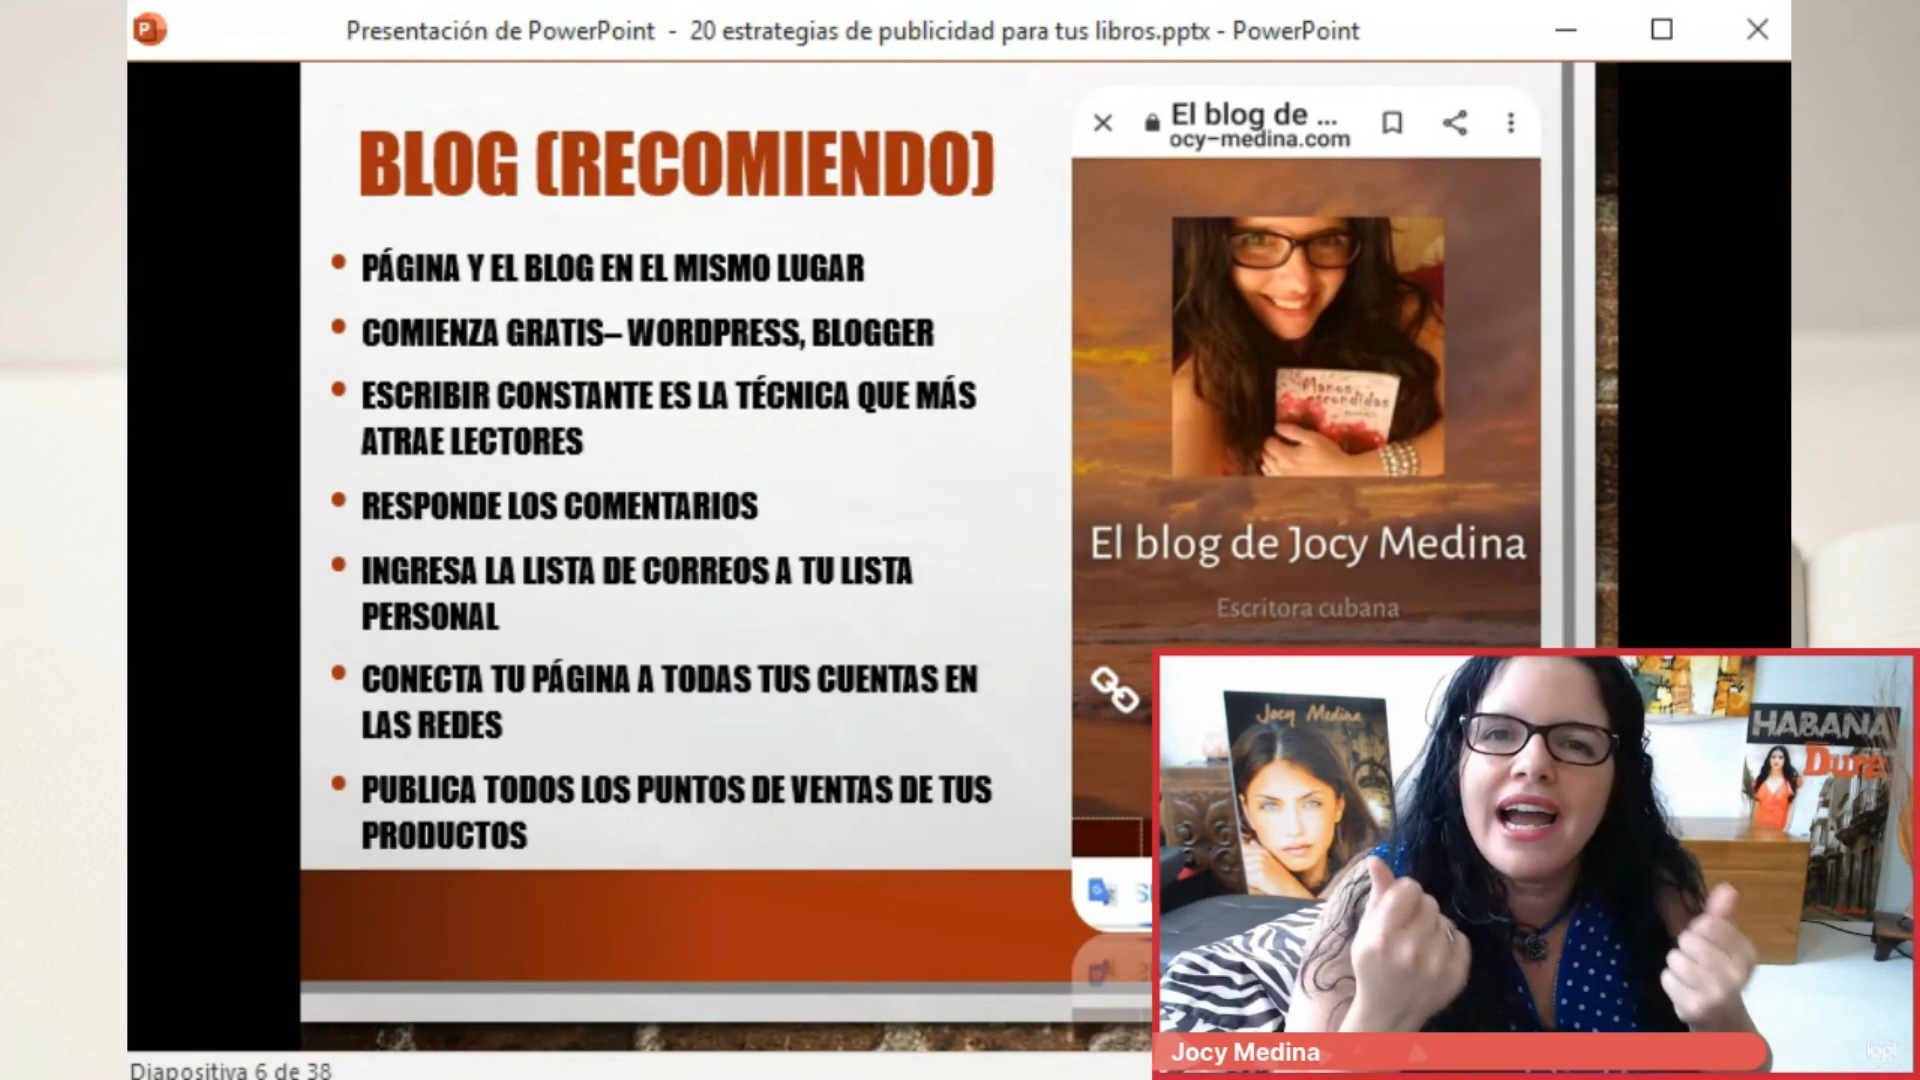 Presentación de PowerPoint - 20 estrategias de publicidad para tus libros.pptx - PowerPoint
BLOG (RECOMIENDO)
PÁGINA Y EL BLOG EN EL MISMO LUGAR
COMIENZA GRATIS– WORDPRESS, BLOGGER
ESCRIBIR CONSTANTE ES LA TÉCNICA QUE MÁS
ATRAE LECTORES
RESPONDE LOS COMENTARIOS
INGRESA LA LISTA DE CORREOS A TU LISTA
PERSONAL
CONECTA TU PÁGINA A TODAS TUS CUENTAS EN
LAS REDES
PUBLICA TODOS LOS PUNTOS DE VENTAS DE TUS
PRODUCTOS
El blog de ...
ocy-medina.com
Manos
escondidas
El blog de Jocy Medina
Escritora cubana
Jocy Medina
HABANA
Dura
Jocy Medina
logi
Diapositiva 6 de 38